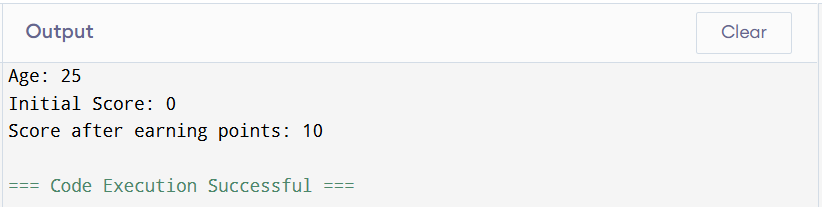 Output
Clear
Age: 25
Initial Score: 0
Score after earning points: 10
=== Code Execution Successful ===